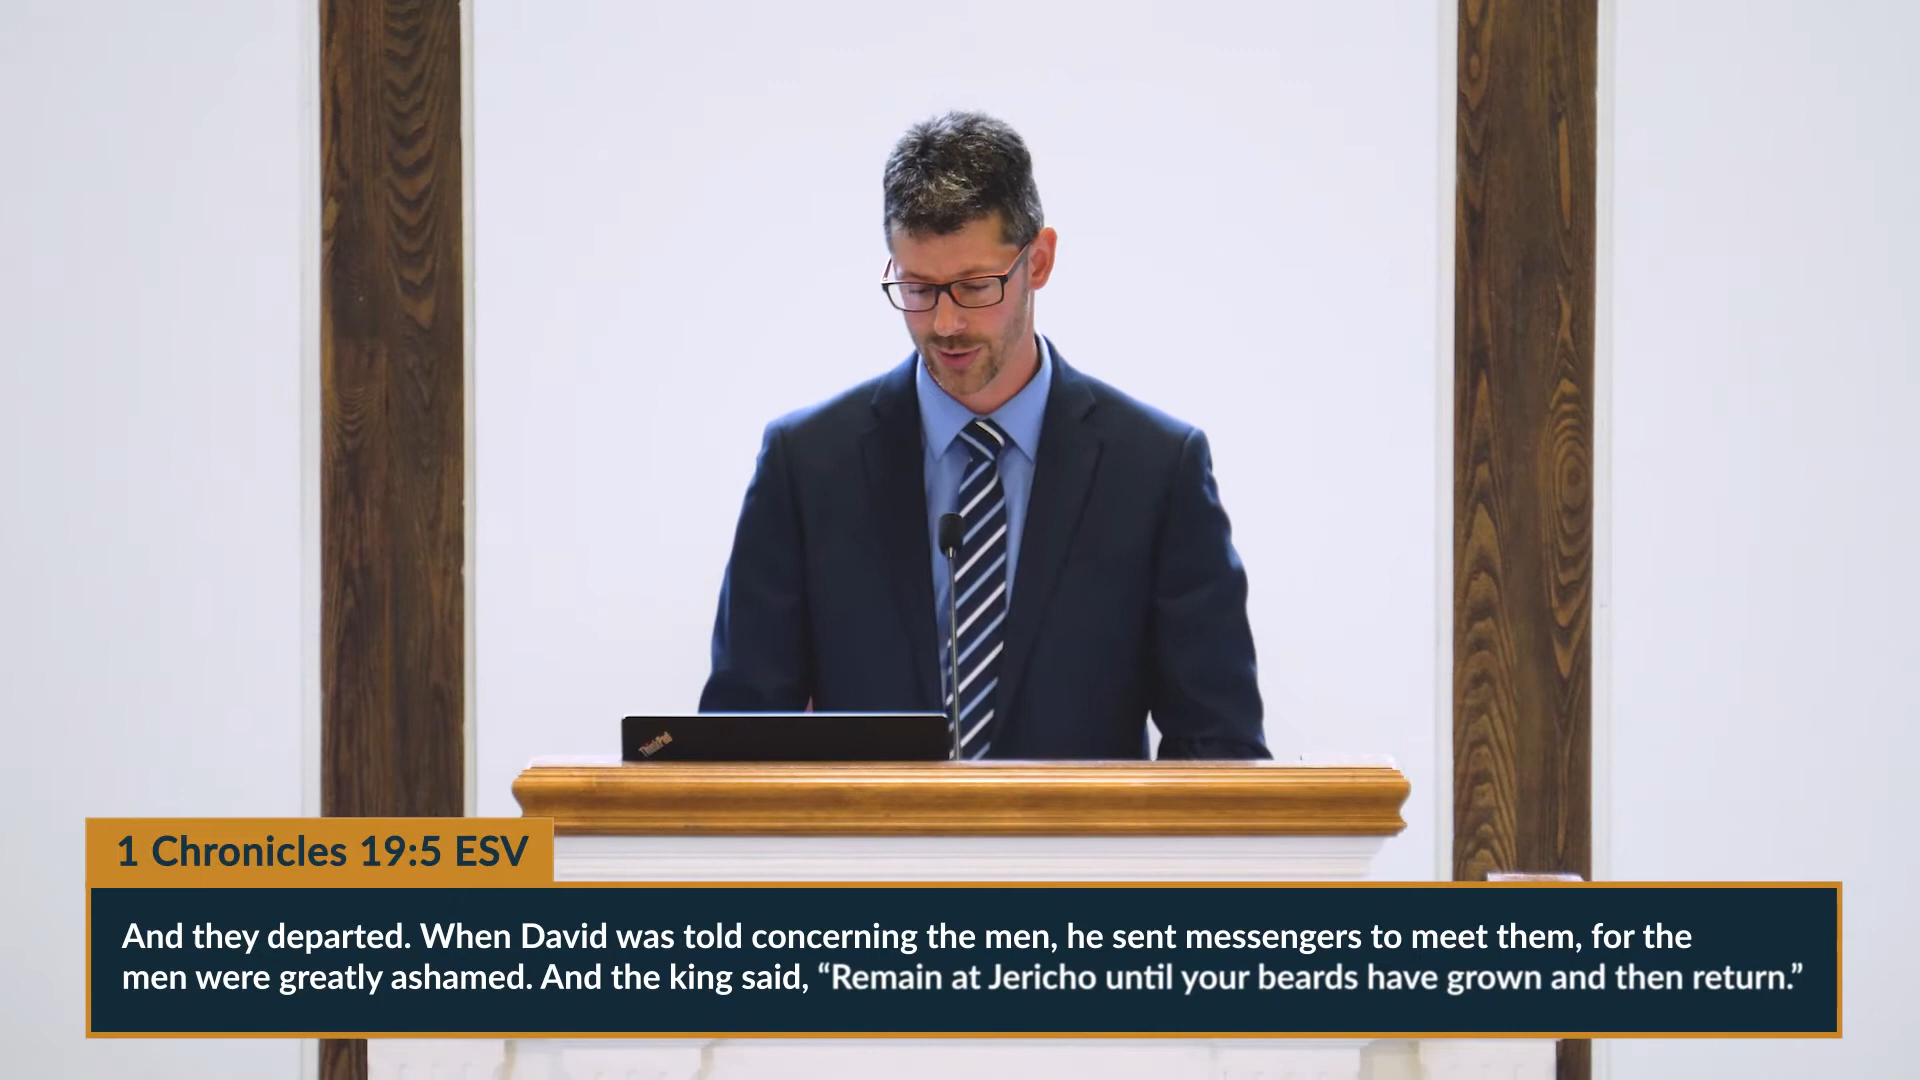 ThinkPad
1 Chronicles 19:5 ESV
And they departed. When David was told concerning the men, he sent messengers to meet them, for the
men were greatly ashamed. And the king said, “Remain at Jericho until your beards have grown and then return.”